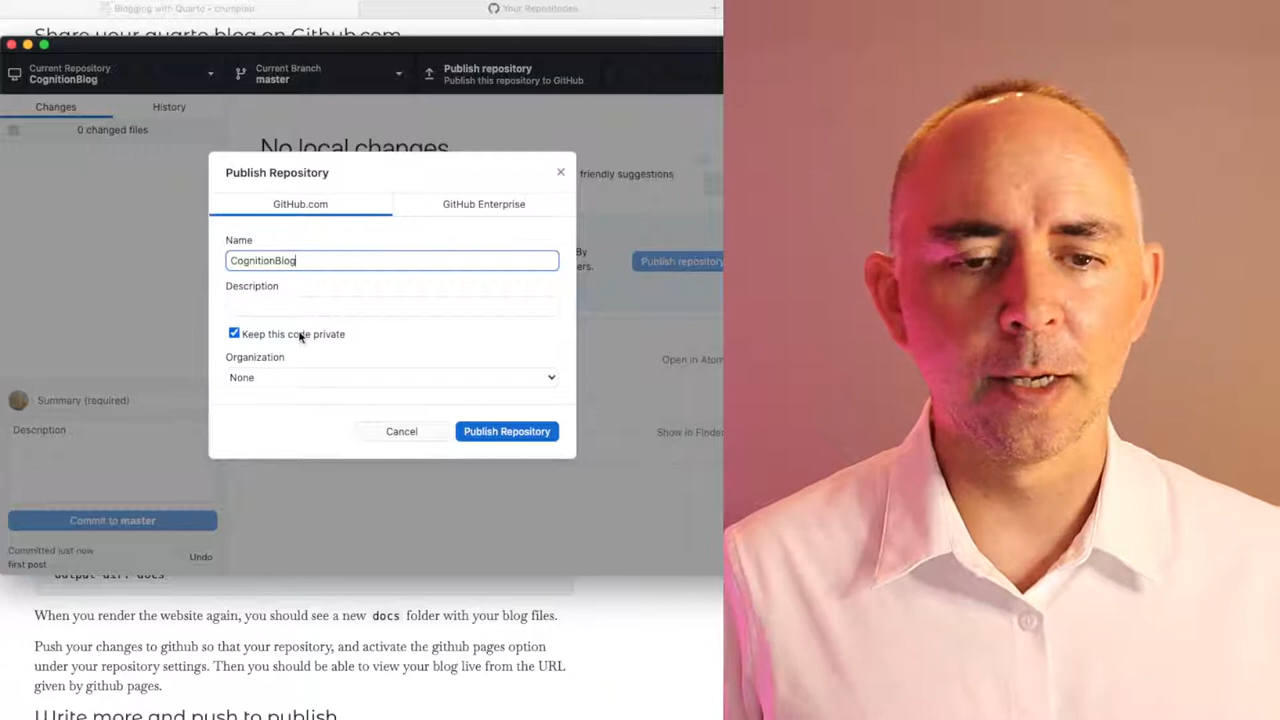 Blogging with Quarto - crumplab
Your Repositories
Share your quarto blog on Github.com
Current Repository
CognitionBlog
Current Branch
master
Publish repository
Publish this repository to GitHub
Changes
History
0 changed files
No local changes
friendly suggestions
Publish Repository
GitHub.com
GitHub Enterprise
Name
CognitionBlog
Description
Keep this code private
Organization
None
Cancel
Publish Repository
By
ers.
Publish repository
Open in Atom
Show in Finder
Summary (required)
Description
Commit to master
Committed just now
first post
Undo
output-dir: docs
When you render the website again, you should see a new docs folder with your blog files.
Push your changes to github so that your repository, and activate the github pages option
under your repository settings. Then you should be able to view your blog live from the URL
given by github pages.
Write more and push to publish